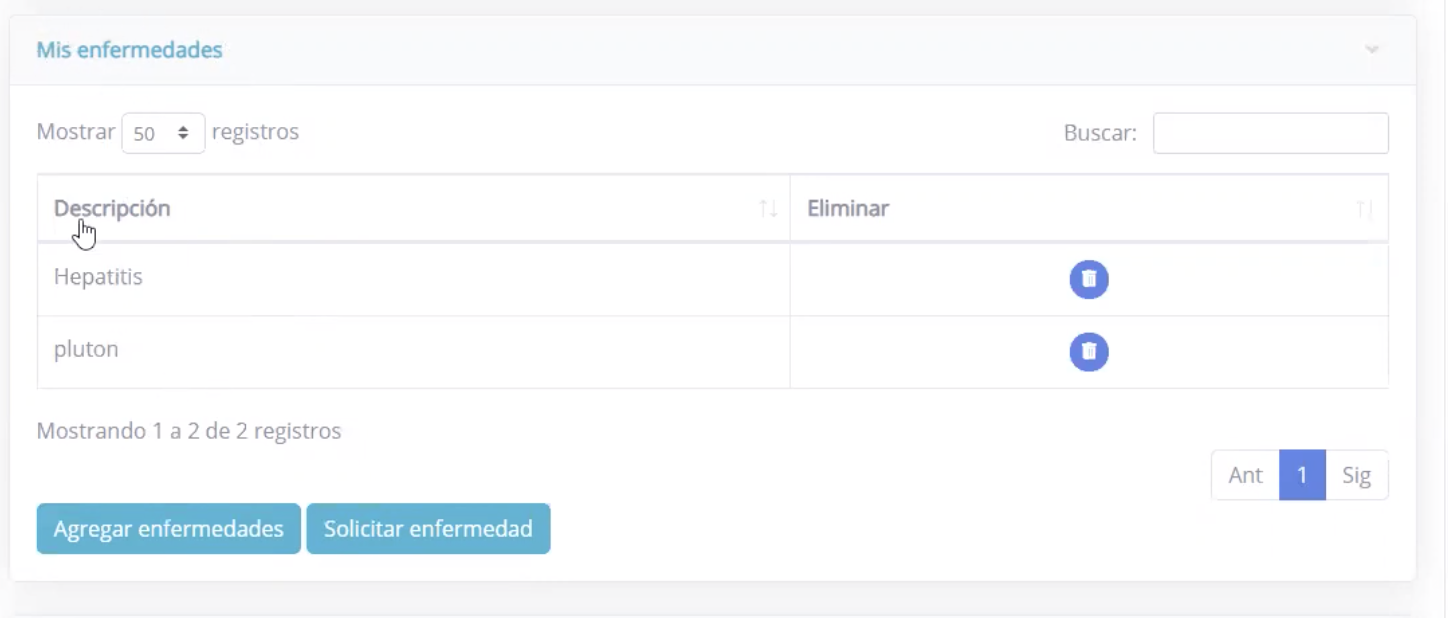 Mis enfermedades
Mostrar 50 registros
Buscar:
Descripción Eliminar
Hepatitis
pluton
Mostrando 1 a 2 de 2 registros
Ant 1 Sig
Agregar enfermedades Solicitar enfermedad